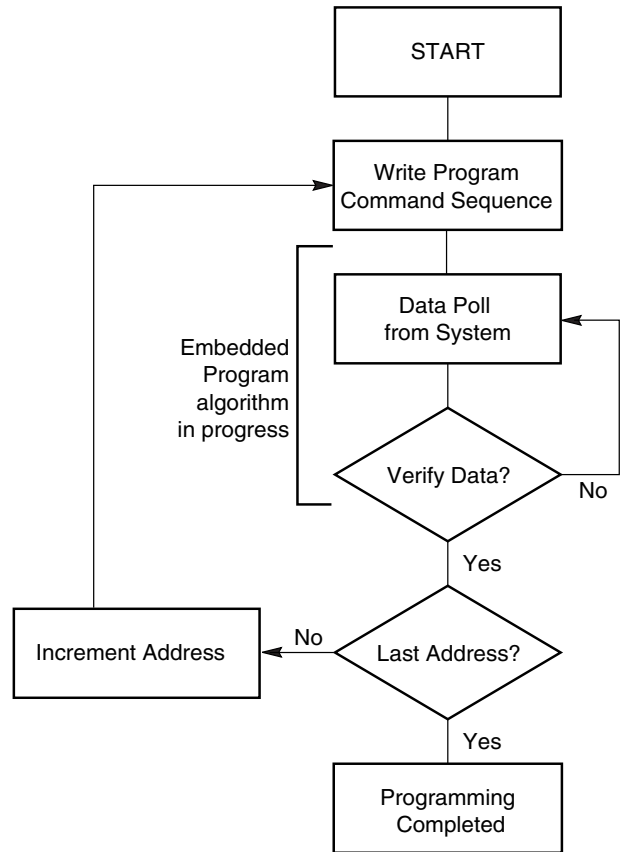 START
Write Program
Command Sequence
Data Poll
from System
Embedded
Program
algorithm
in progress
Verify Data?
No
Yes
Increment Address
No
Last Address?
Yes
Programming
Completed